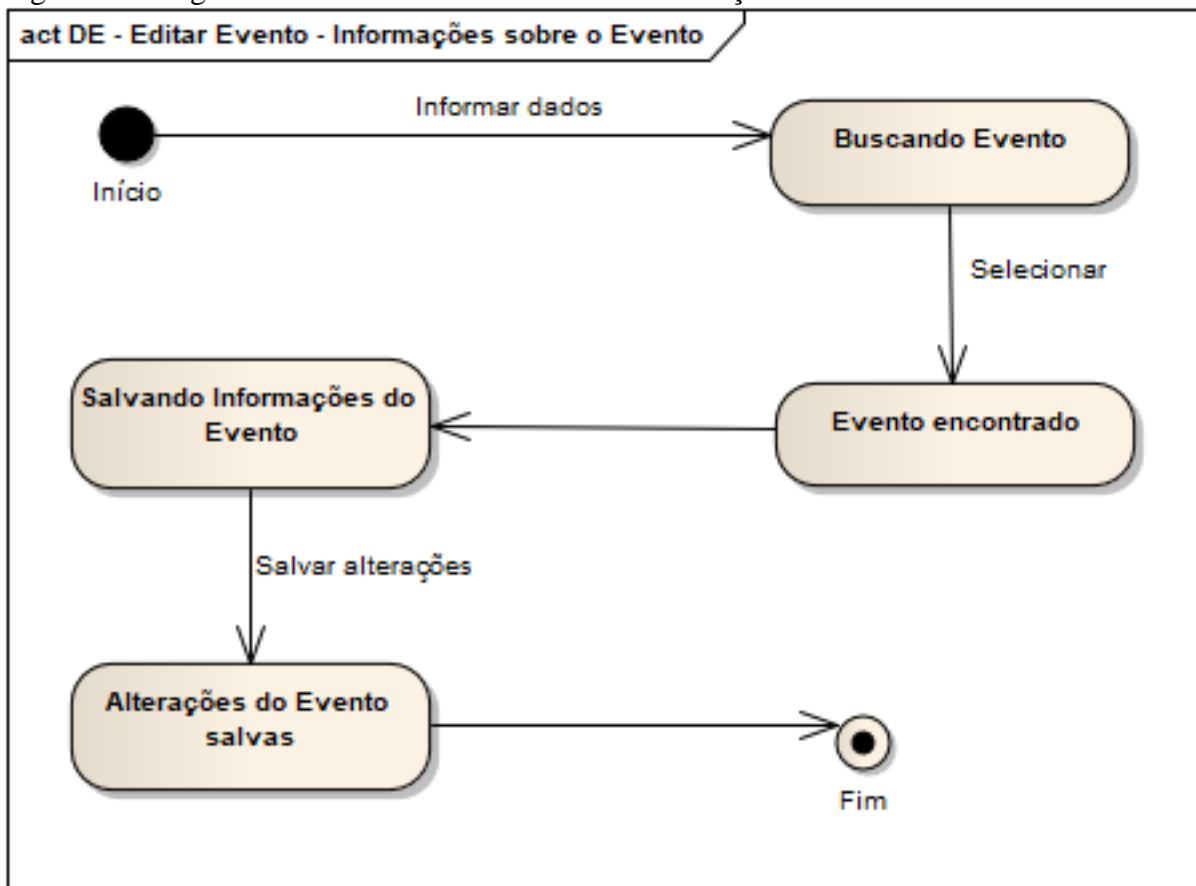 act DE - Editar Evento - Informações sobre o Evento
Informar dados
Buscando Evento
Início
Selecionar
Salvando Informações do
Evento
Evento encontrado
Salvar alterações
Alterações do Evento
salvas
Fim